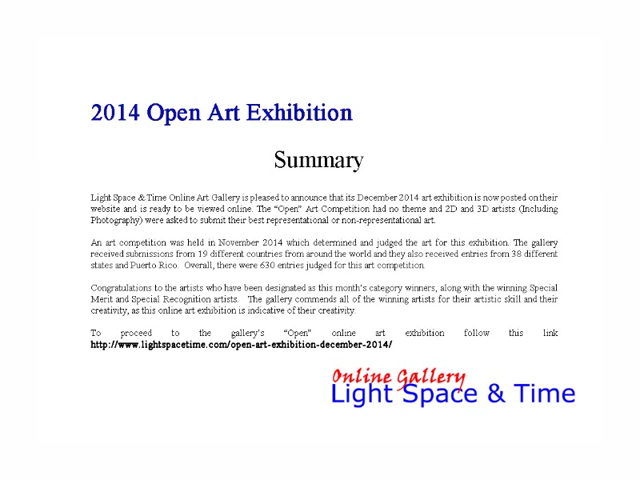 2014 Open Art Exhibition
Summary
Light Space & Time Online Art Gallery is pleased to announce that its December 2014 art exhibition is now posted on their
website and is ready to be viewed online. The “Open” Art Competition had no theme and 2D and 3D artists (Including
Photography) were asked to submit their best representational or non-representational art.
An art competition was held in November 2014 which determined and judged the art for this exhibition. The gallery
received submissions from 19 different countries from around the world and they also received entries from 38 different
states and Puerto Rico. Overall, there were 630 entries judged for this art competition.
Congratulations to the artists who have been designated as this month’s category winners, along with the winning Special
Merit and Special Recognition artists. The gallery commends all of the winning artists for their artistic skill and their
creativity, as this online art exhibition is indicative of their creativity.
To proceed to the gallery’s “Open” online art exhibition follow this link
http://www.lightspacetime.com/open-art-exhibition-december-2014/
Online Gallery
Light Space & Time